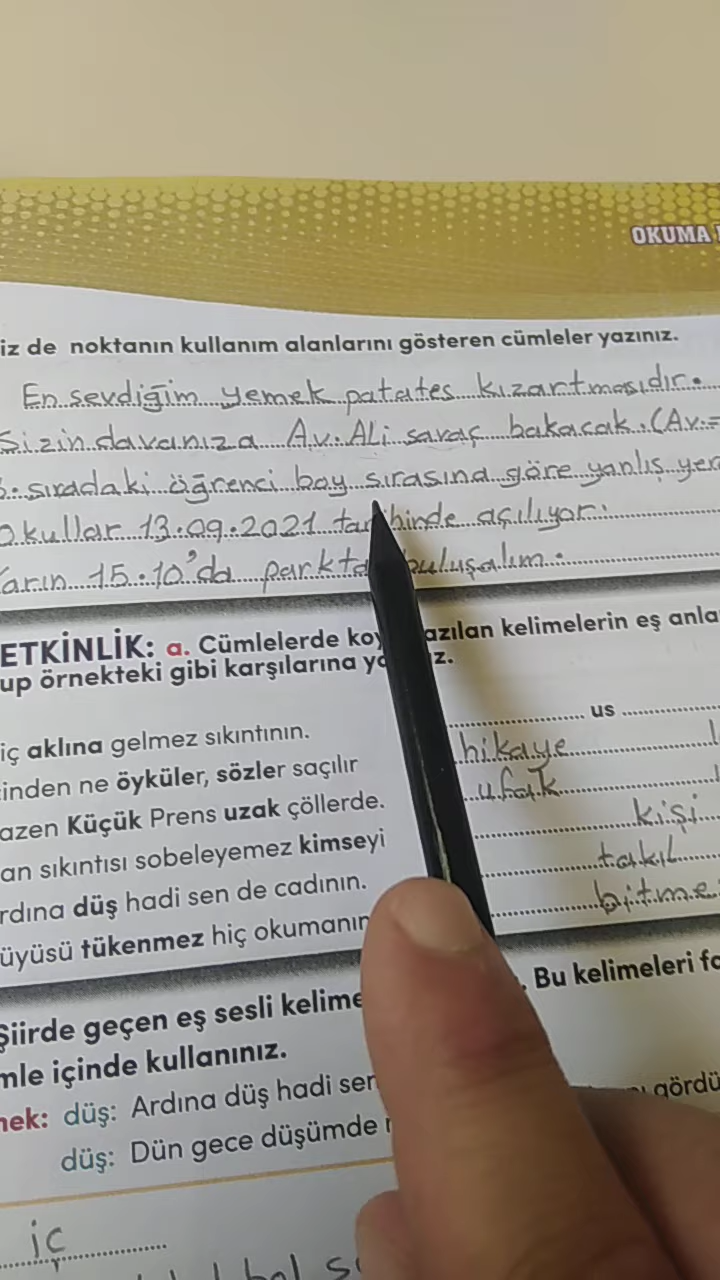 OKUMA
iz de noktanın kullanım alanlarını gösteren cümleler yazınız.
En sevdiğim yemek patates kızartmasıdır.
Sizin davanıza Av. Ali savaş bakacak. (Av.=
. sıradaki öğrenci boy sırasına göre yanlış yer
Okullar 13.09.2021 tarihinde açılıyor.
arın 15.10'da parkta buluşalım.
ETKİNLİK: a. Cümlelerde koy azılan kelimelerin eş anla
up örnekteki gibi karşılarına z.
us
iç aklına gelmez sıkıntının.
hikaye
inden ne öyküler, sözler saçılır
ufak
azen Küçük Prens uzak çöllerde.
kişi
an sıkıntısı sobeleyemez kimseyi
takıl
rdına düş hadi sen de cadının.
bitme
üyüsü tükenmez hiç okumanın
Şiirde geçen eş sesli kelime . Bu kelimeleri fa
mle içinde kullanınız.
nek: düş: Ardına düş hadi sen gördü
düş: Dün gece düşümde
iç